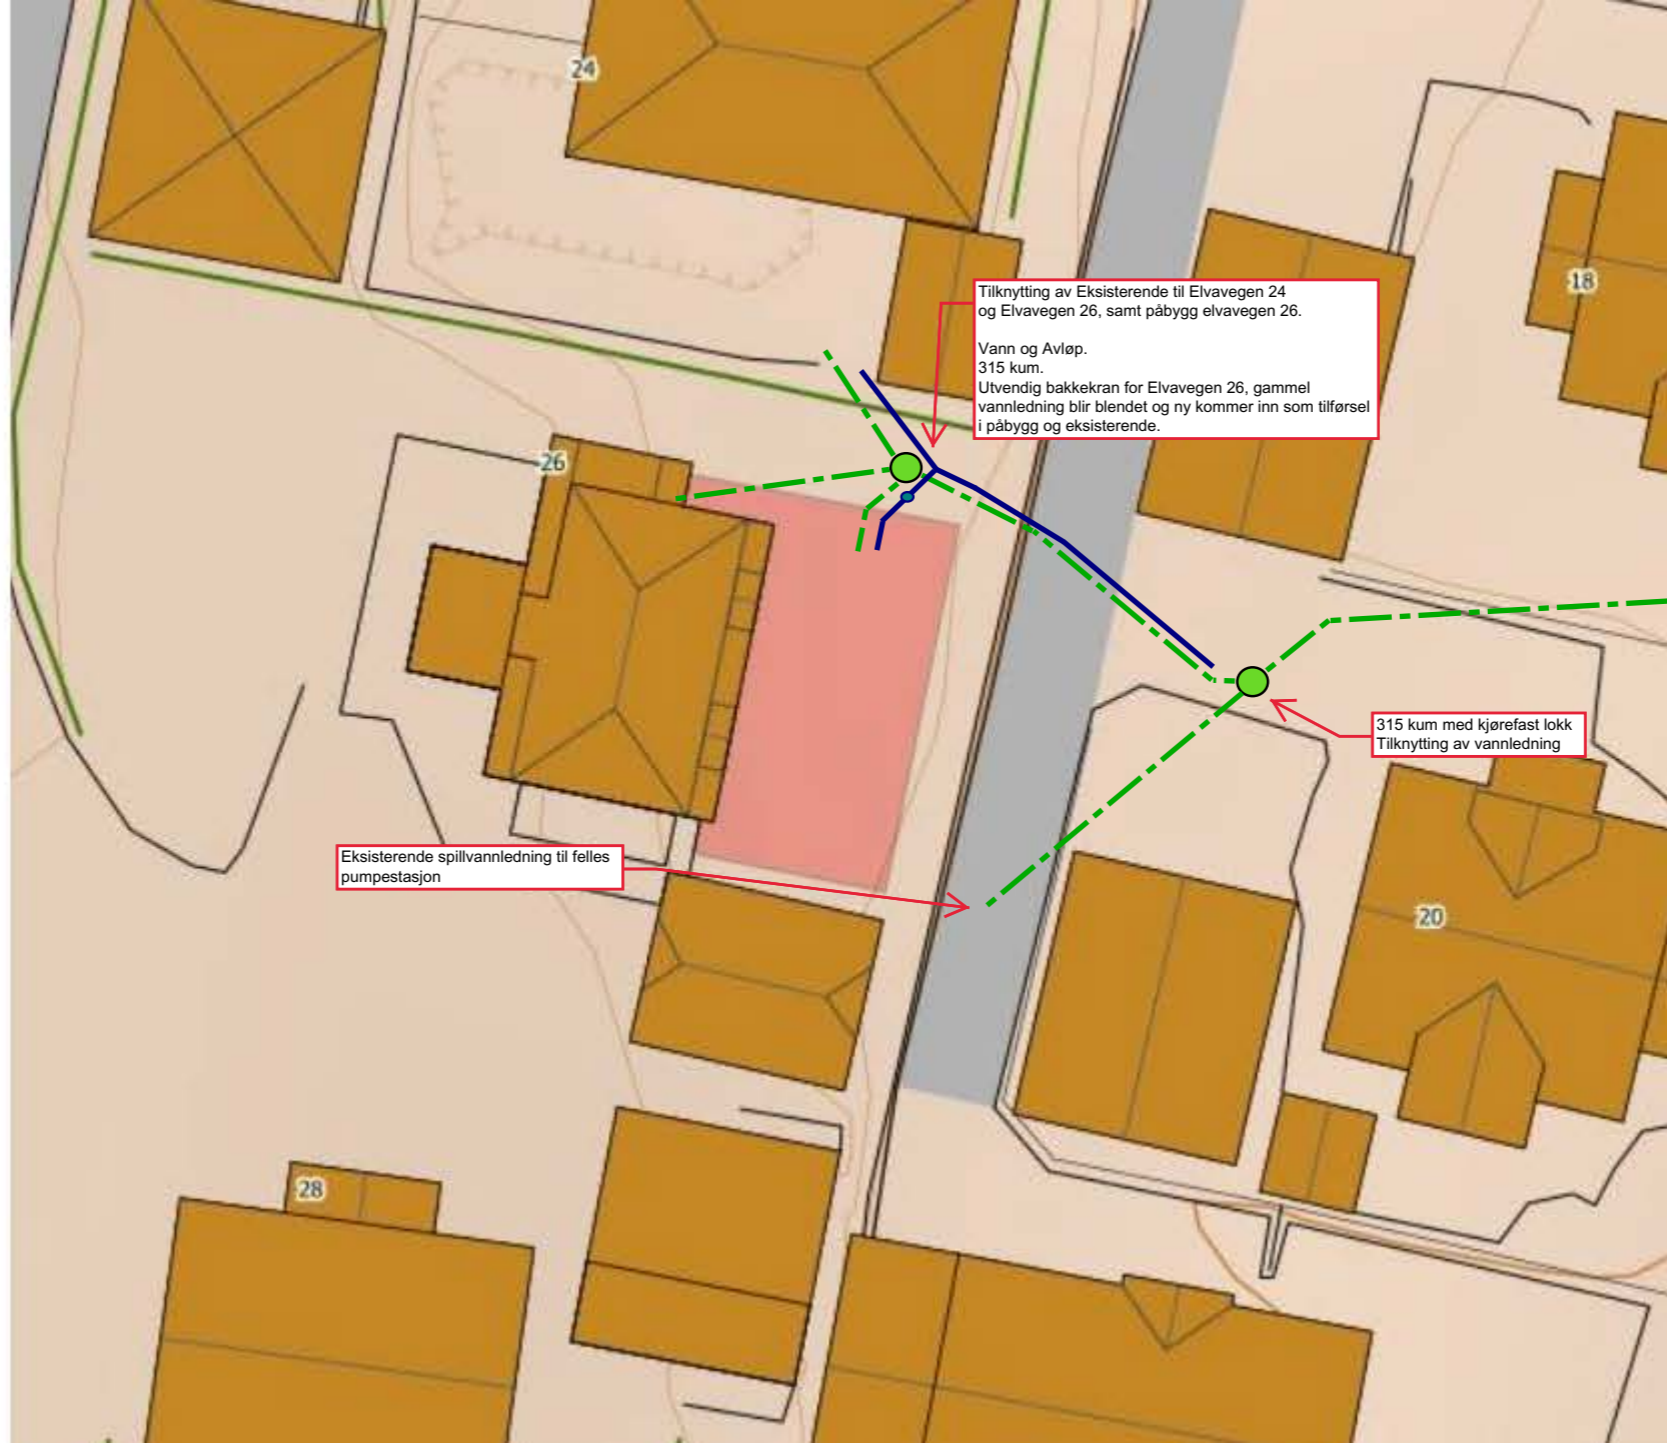 24
Tilknytting av Eksisterende til Elvavegen 24
og Elvavegen 26, samt påbygg elvavegen 26.
Vann og Avløp.
315 kum.
Utvendig bakkekran for Elvavegen 26, gammel
vannledning blir blendet og ny kommer inn som tilførsel
i påbygg og eksisterende.
18
26
315 kum med kjørefast lokk
Tilknytting av vannledning
Eksisterende spillvannledning til felles
pumpestasjon
20
28